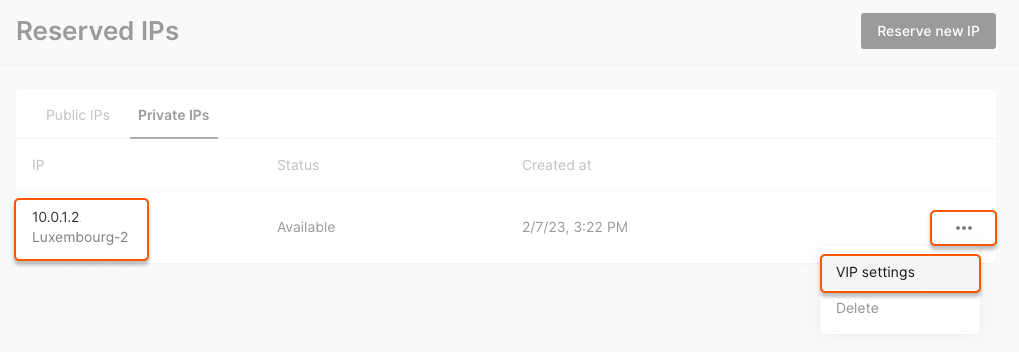 Reserved IPs
Reserve new IP
Public IPs
Private IPs
IP
Status
Created at
10.0.1.2
Luxembourg-2
Available
2/7/23, 3:22 PM
VIP settings
Delete